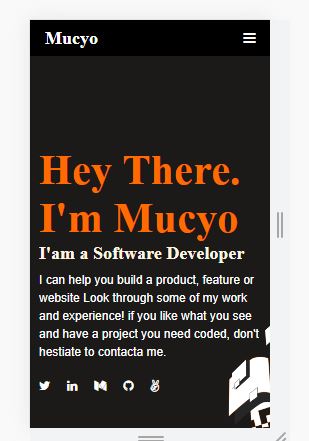 Mucyo
Hey There.
I'm Mucyo
I'am a Software Developer
I can help you build a product, feature or
website Look through some of my work
and experience! if you like what you see
and have a project you need coded, don't
hestiate to contacta me.